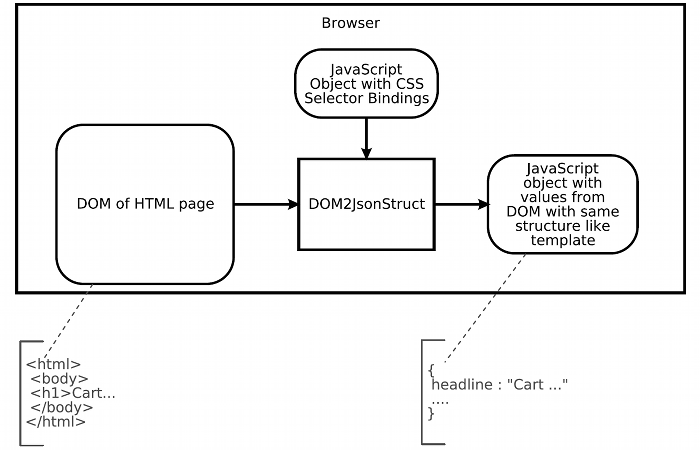 Browser
JavaScript
Object with CSS
Selector Bindings
DOM of HTML page
DOM2JsonStruct
JavaScript
object with
values from
DOM with same
structure like
template
<html>
<body>
<h1>Cart...
</body>
</html>
{
headline : "Cart ..."
....
}